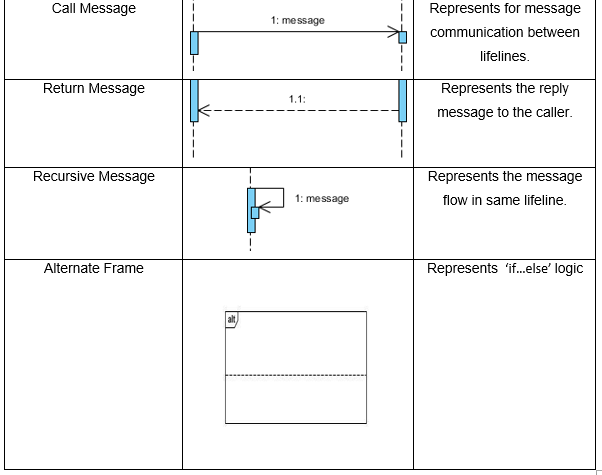 Call Message
1: message
Represents for message
communication between
lifelines.
Return Message
1.1:
Represents the reply
message to the caller.
Recursive Message
1: message
Represents the message
flow in same lifeline.
Alternate Frame
alt
Represents ‘if...else’ logic